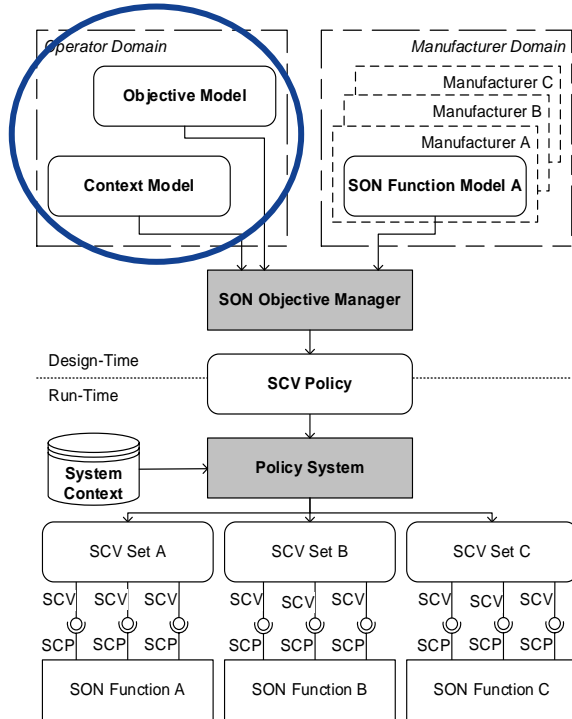 Operator Domain
Manufacturer Domain
Manufacturer C
Manufacturer B
Manufacturer A
Objective Model
Context Model
SON Function Model A
SON Objective Manager
Design-Time
SCV Policy
Run-Time
System
Context
Policy System
SCV Set A
SCV Set B
SCV Set C
SCV SCV SCV SCV SCV SCV SCV SCV SCV
SCP SCP SCP SCP SCP SCP SCP SCP SCP
SON Function A
SON Function B
SON Function C